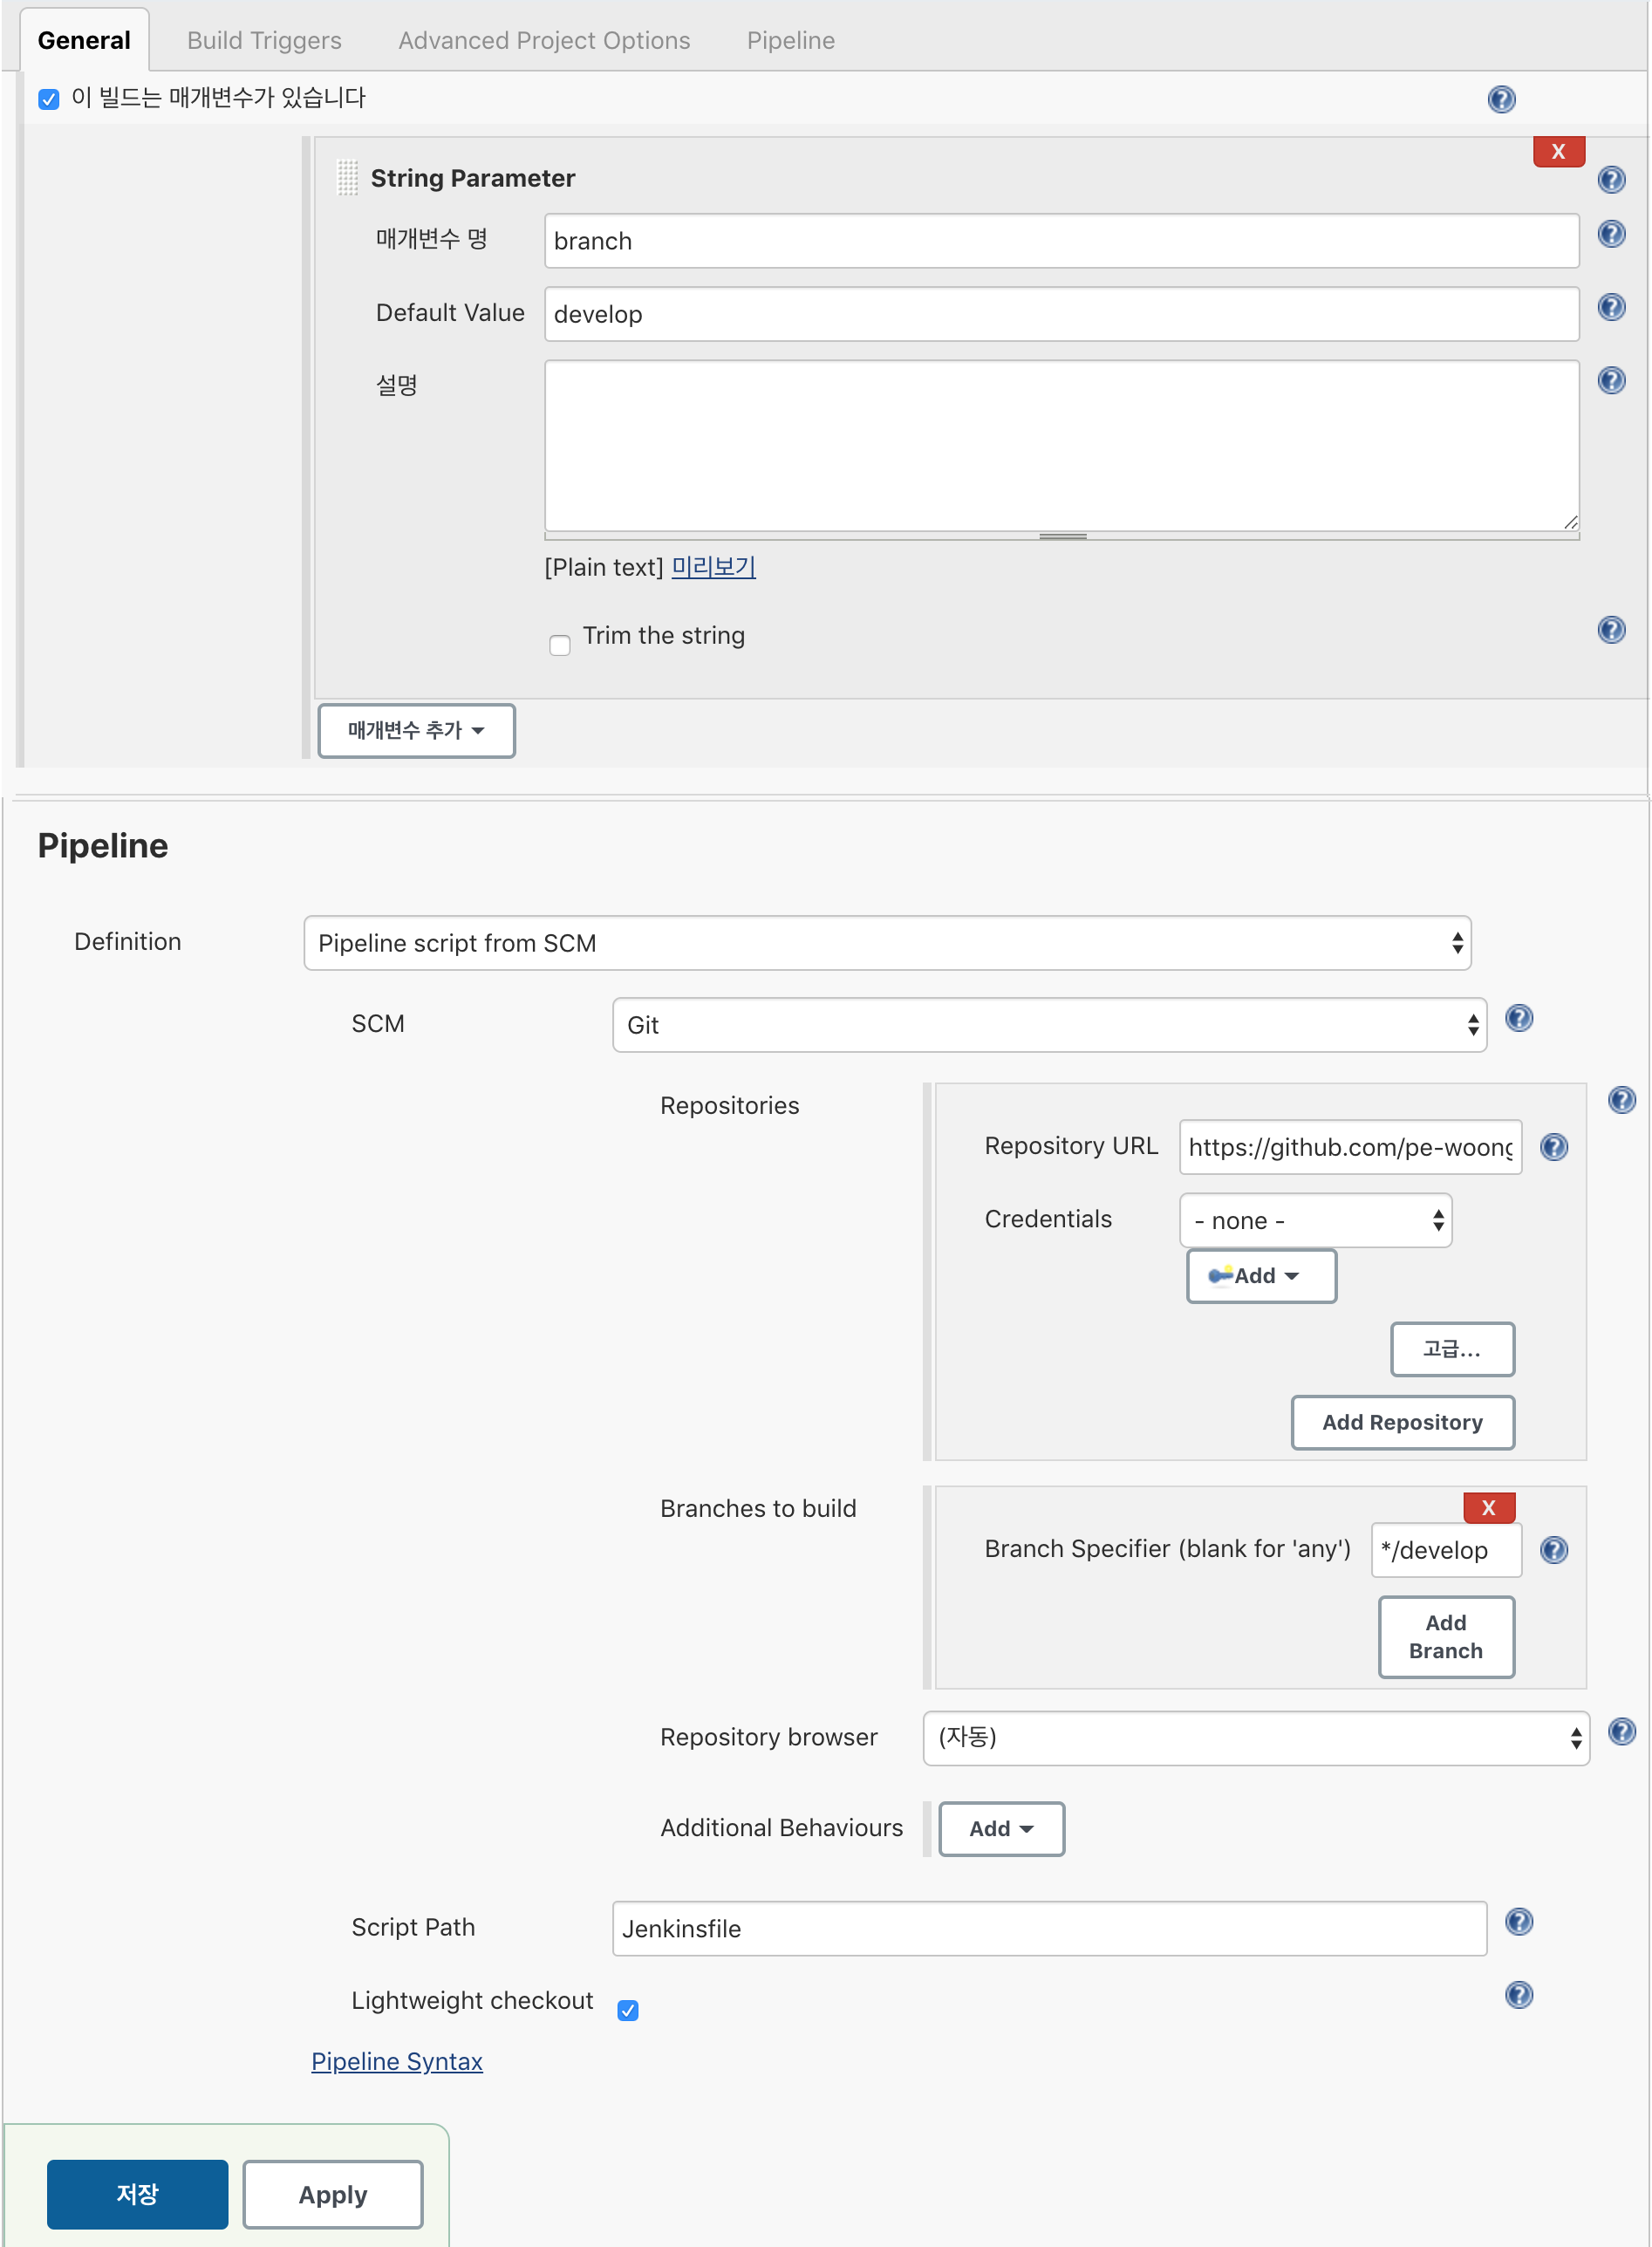 General Build Triggers Advanced Project Options Pipeline
이 빌드는 매개변수가 있습니다
X
String Parameter
매개변수 명 branch
Default Value develop
설명
[Plain text] 미리보기
Trim the string
매개변수 추가
Pipeline
Definition Pipeline script from SCM
SCM Git
Repositories
Repository URL https://github.com/pe-woong
Credentials - none -
Add
고급...
Add Repository
Branches to build
X
Branch Specifier (blank for 'any') */develop
Add
Branch
Repository browser (자동)
Additional Behaviours Add
Script Path Jenkinsfile
Lightweight checkout
Pipeline Syntax
저장 Apply